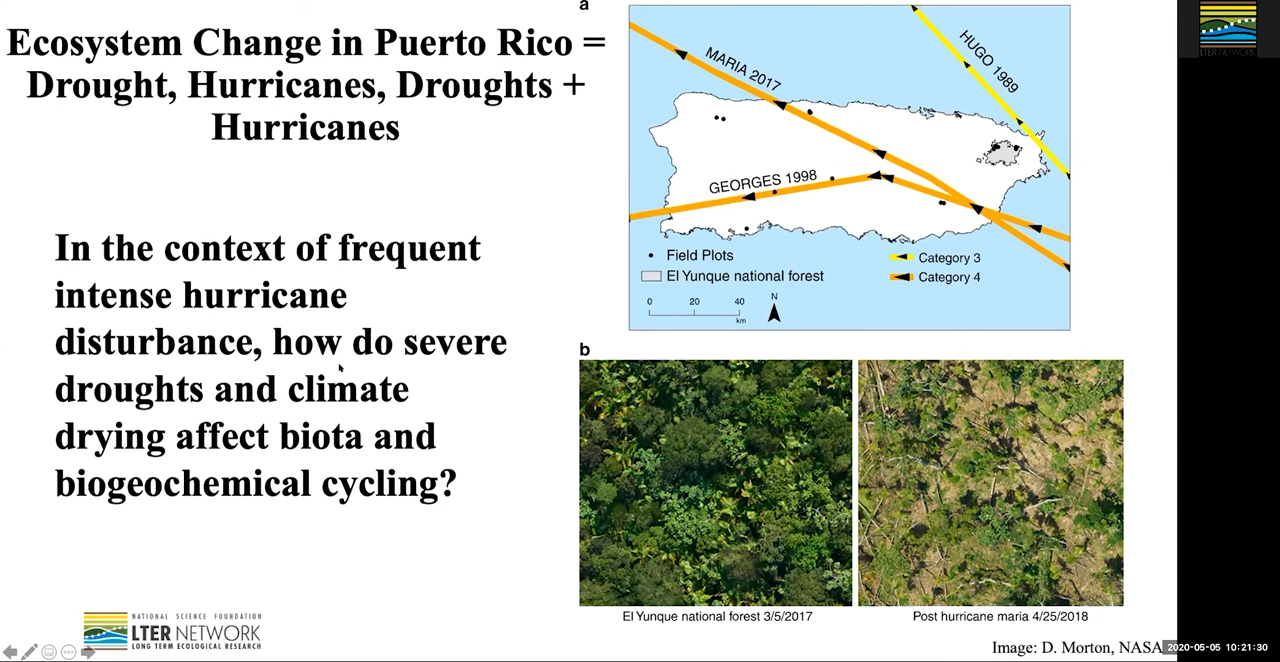 Ecosystem Change in Puerto Rico =
Drought, Hurricanes, Droughts +
Hurricanes
In the context of frequent
intense hurricane
disturbance, how do severe
droughts and climate
drying affect biota and
biogeochemical cycling?
a
MARIA 2017
HUGO 1989
GEORGES 1998
Field Plots
El Yunque national forest
Category 3
Category 4
0 20 40
km
N
b
El Yunque national forest 3/5/2017
Post hurricane maria 4/25/2018
Image: D. Morton, NASA
NATIONAL SCIENCE FOUNDATION
LTER NETWORK
LONG TERM ECOLOGICAL RESEARCH
LTER NETWORK
2020-05-05 10:21:30